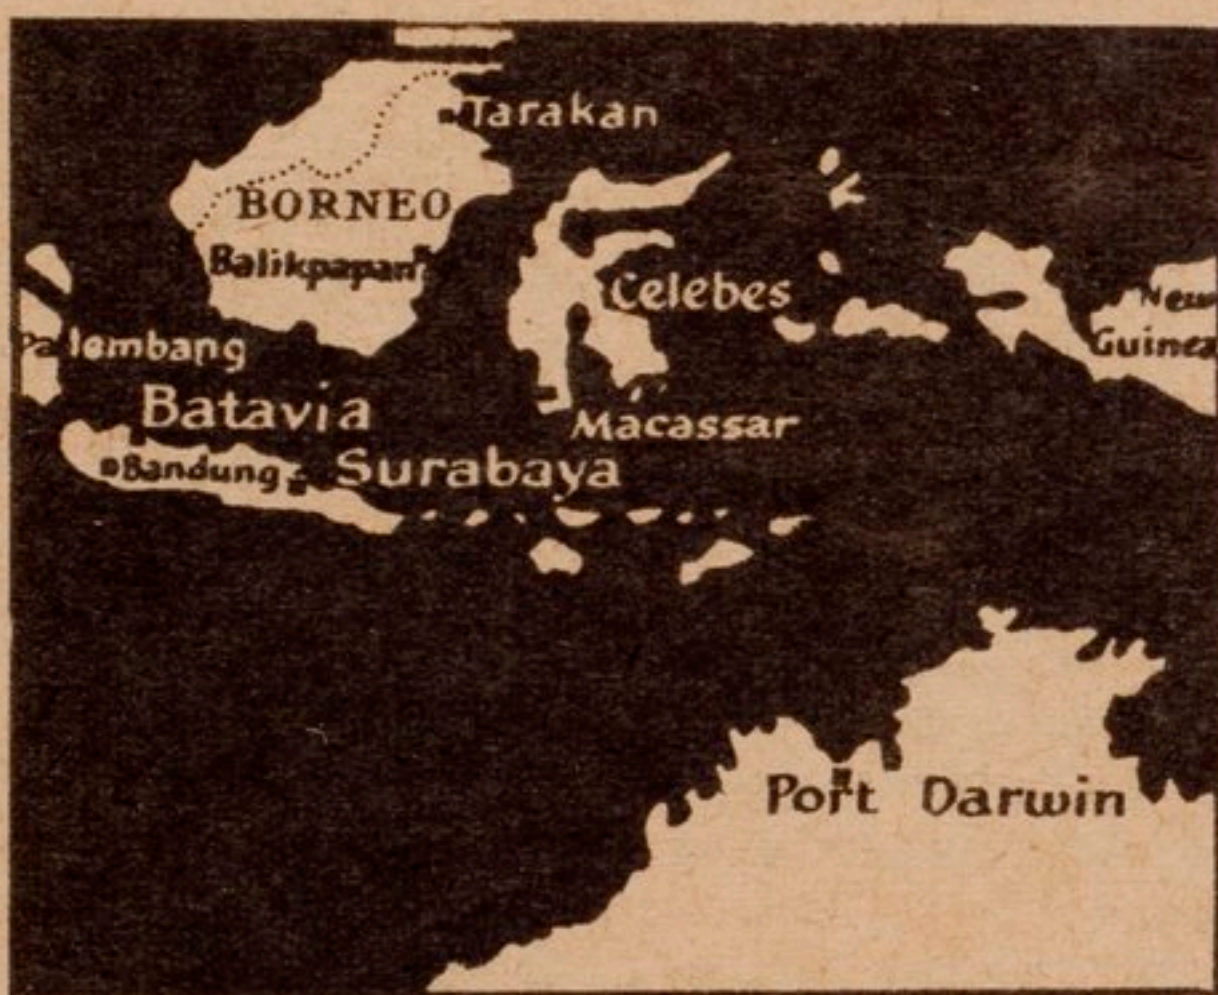 Tarakan
BORNEO
Balikpapan
Celebes
New
Guinea
Palembang
Batavia
Macassar
Bandung
Surabaya
Port Darwin